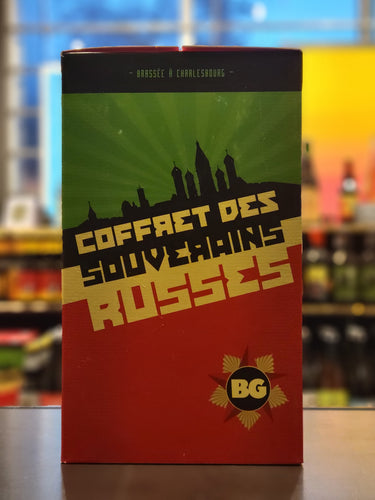 - BRASSÉE À CHARLESBOURG -
COFFRET DES
SOUVERAINS
RUSSES
BG